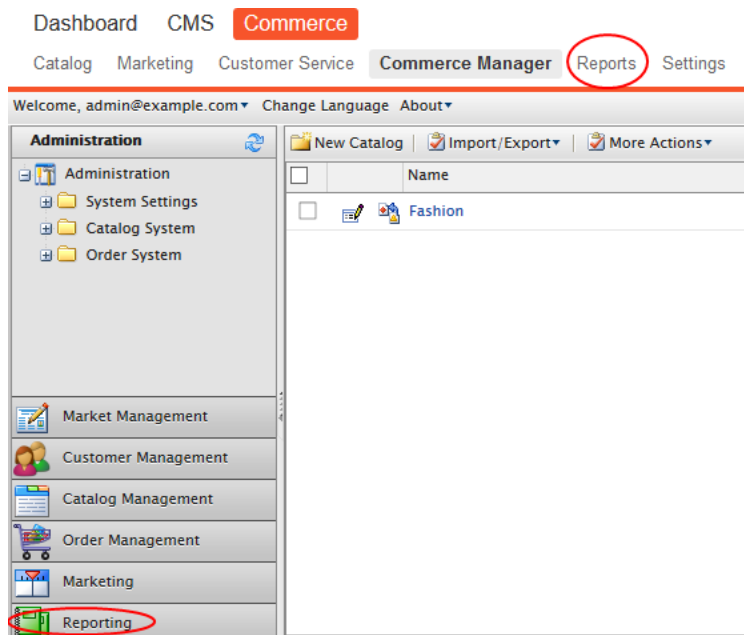 Dashboard CMS Commerce
Catalog Marketing Customer Service Commerce Manager Reports Settings
Welcome, admin@example.com Change Language About
Administration New Catalog Import/Export More Actions
Administration Name
System Settings Fashion
Catalog System
Order System
Market Management
Customer Management
Catalog Management
Order Management
Marketing
Reporting